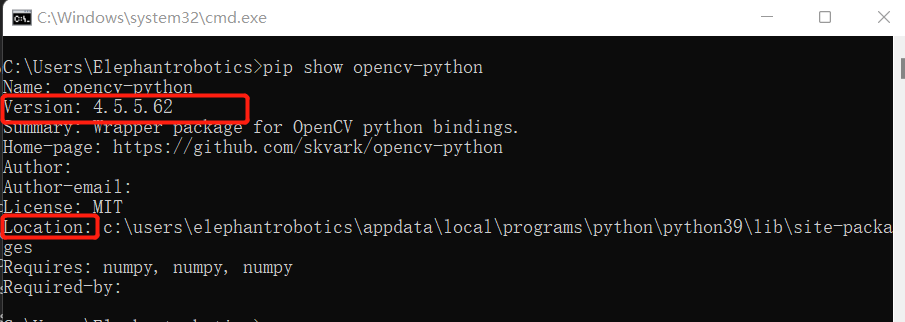 C:\Windows\system32\cmd.exe
C:\Users\Elephantrobotics>pip show opencv-python
Name: opencv-python
Version: 4.5.5.62
Summary: Wrapper package for OpenCV python bindings.
Home-page: https://github.com/skvark/opencv-python
Author:
Author-email:
License: MIT
Location: c:\users\elephantrobotics\appdata\local\programs\python\python39\lib\site-packa
ges
Requires: numpy, numpy, numpy
Required-by: